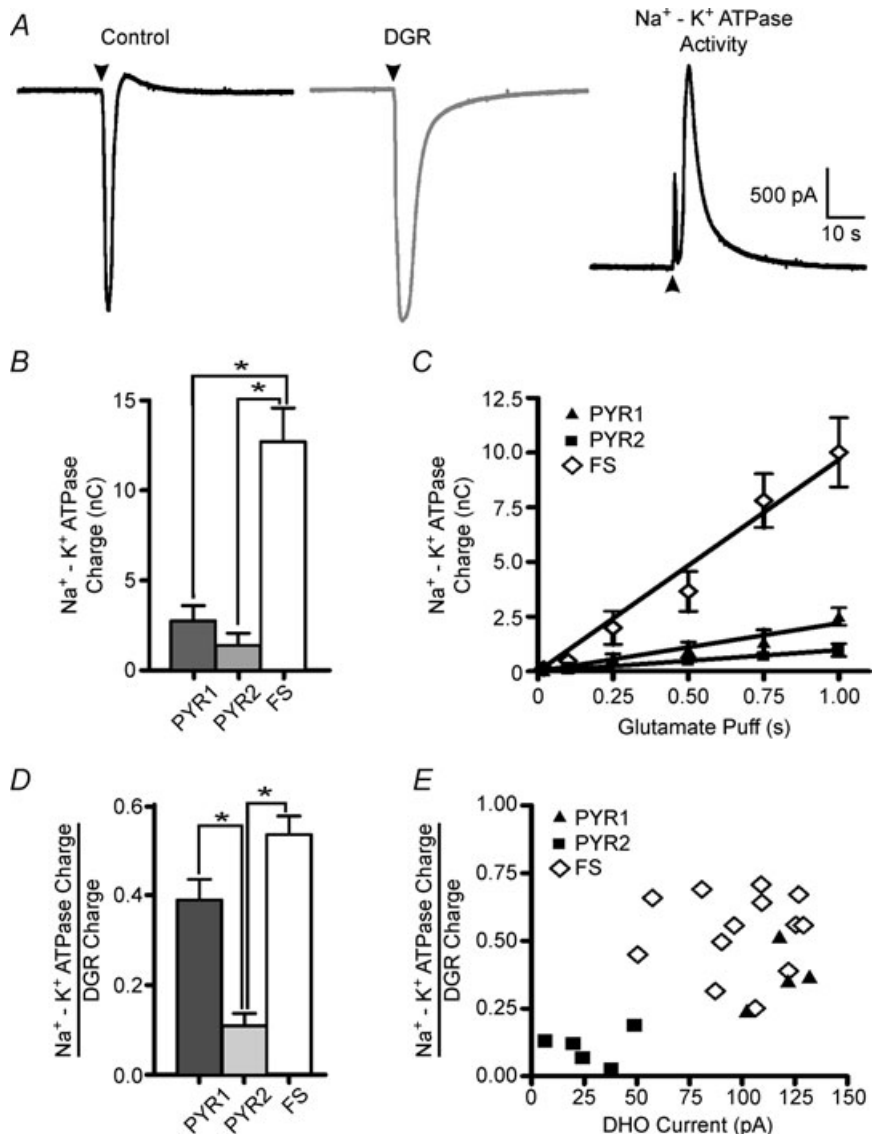 A
Control
DGR
Na⁺ - K⁺ ATPase
Activity
500 pA
10 s
B
Na⁺ - K⁺ ATPase
Charge (nC)
15
10
5
0
*
*
PYR1
PYR2
FS
C
Na⁺ - K⁺ ATPase
Charge (nC)
12.5
10.0
7.5
5.0
2.5
0
PYR1
PYR2
FS
0
0.25
0.50
0.75
1.00
Glutamate Puff (s)
D
Na⁺ - K⁺ ATPase Charge
DGR Charge
0.6
0.4
0.2
0.0
*
*
PYR1
PYR2
FS
E
Na⁺ - K⁺ ATPase Charge
DGR Charge
1.00
0.75
0.50
0.25
0.00
PYR1
PYR2
FS
0
25
50
75
100
125
150
DHO Current (pA)